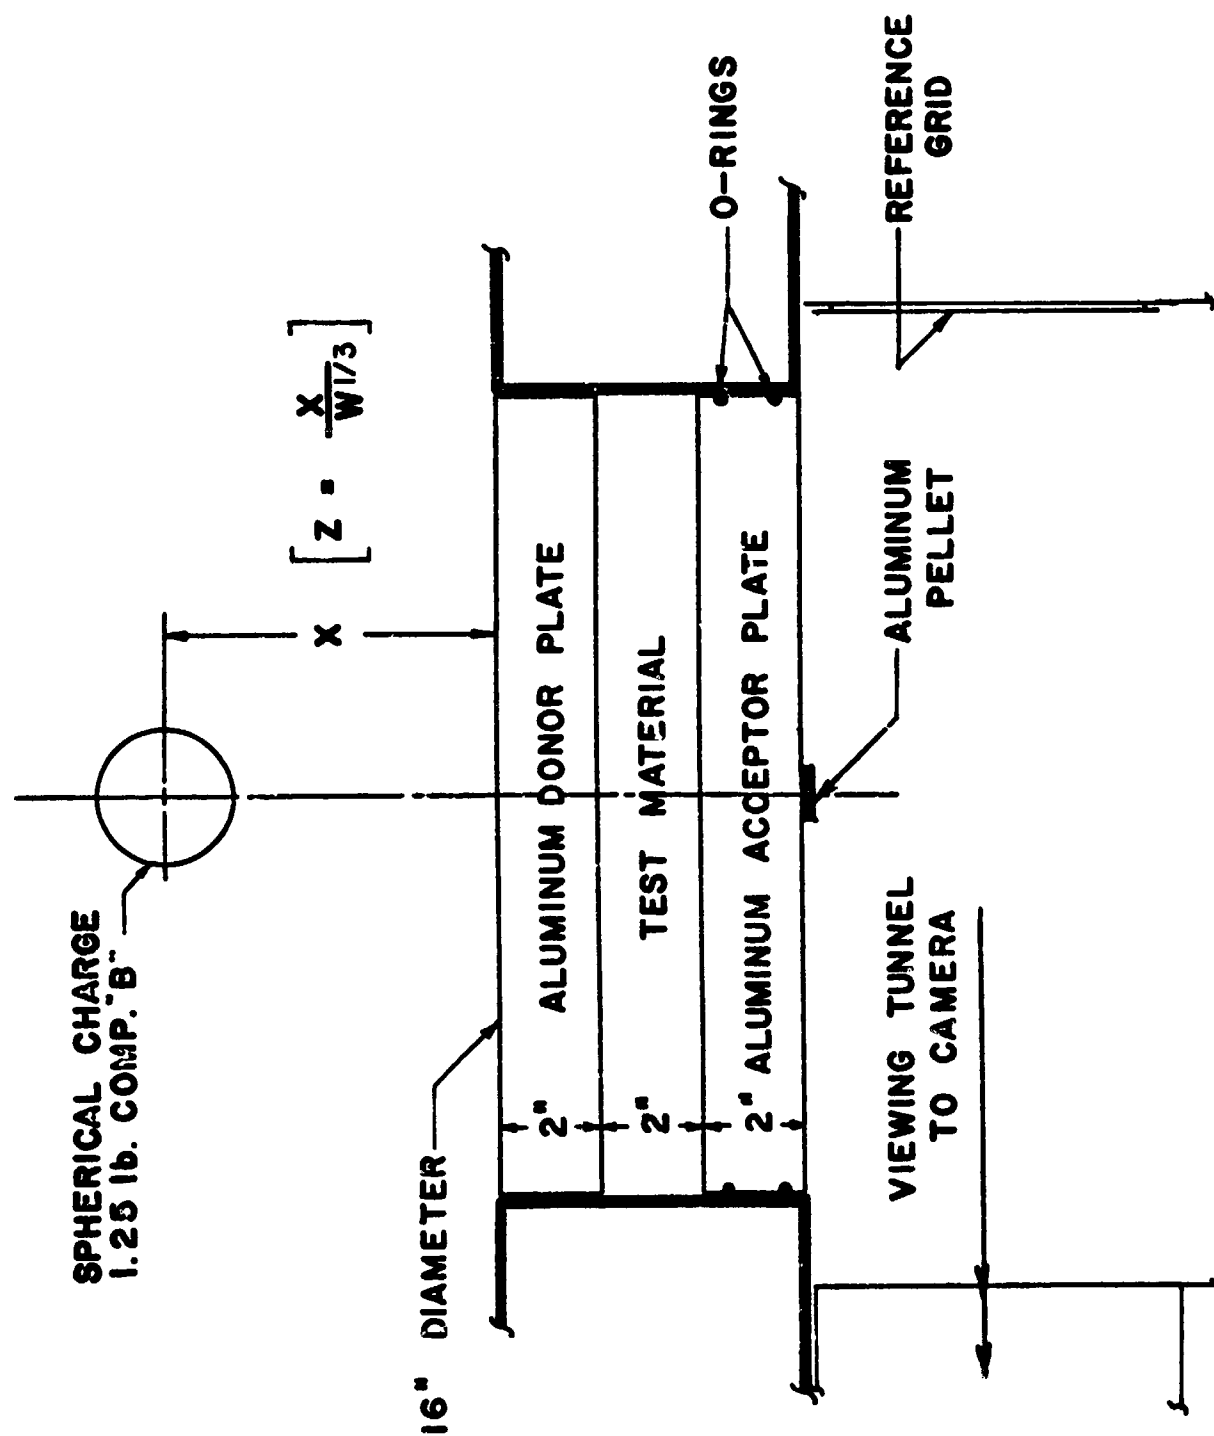 SPHERICAL CHARGE
1.25 lb. COMP. "B"
X
[Z = X / W 1/3]
16" DIAMETER
2"
ALUMINUM DONOR PLATE
2"
TEST MATERIAL
2"
ALUMINUM ACCEPTOR PLATE
O-RINGS
VIEWING TUNNEL
TO CAMERA
ALUMINUM
PELLET
REFERENCE
GRID